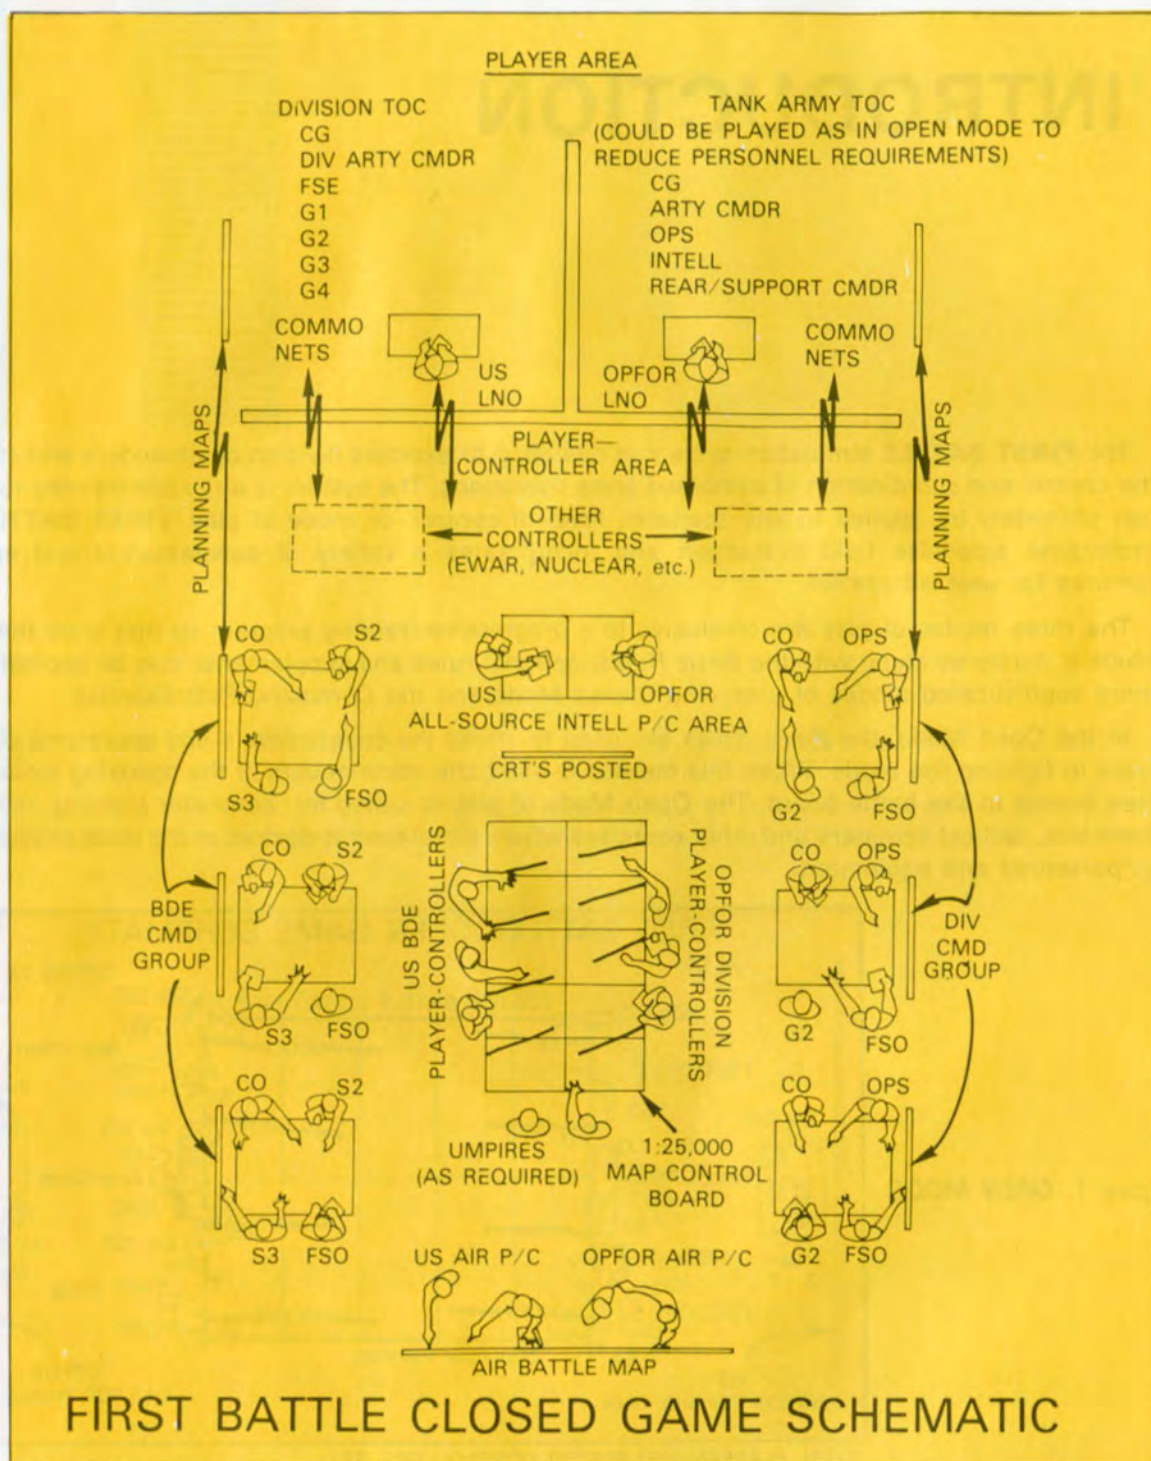 PLAYER AREA
DIVISION TOC
CG
DIV ARTY CMDR
FSE
G1
G2
G3
G4
TANK ARMY TOC
(COULD BE PLAYED AS IN OPEN MODE TO
REDUCE PERSONNEL REQUIREMENTS)
CG
ARTY CMDR
OPS
INTELL
REAR/SUPPORT CMDR
COMMO
NETS
US
LNO
OPFOR
LNO
COMMO
NETS
PLANNING MAPS
PLAYER—
CONTROLLER AREA
PLANNING MAPS
OTHER
CONTROLLERS
(EWAR, NUCLEAR, etc.)
CO
S2
S3
FSO
US
OPFOR
ALL-SOURCE INTELL P/C AREA
CRT'S POSTED
CO
OPS
G2
FSO
BDE
CMD
GROUP
CO
S2
S3
FSO
US BDE
PLAYER-CONTROLLERS
OPFOR DIVISION
PLAYER-CONTROLLERS
CO
OPS
G2
FSO
DIV
CMD
GROUP
CO
S2
S3
FSO
UMPIRES
(AS REQUIRED)
1:25,000
MAP CONTROL
BOARD
CO
OPS
G2
FSO
US AIR P/C
OPFOR AIR P/C
AIR BATTLE MAP
FIRST BATTLE CLOSED GAME SCHEMATIC